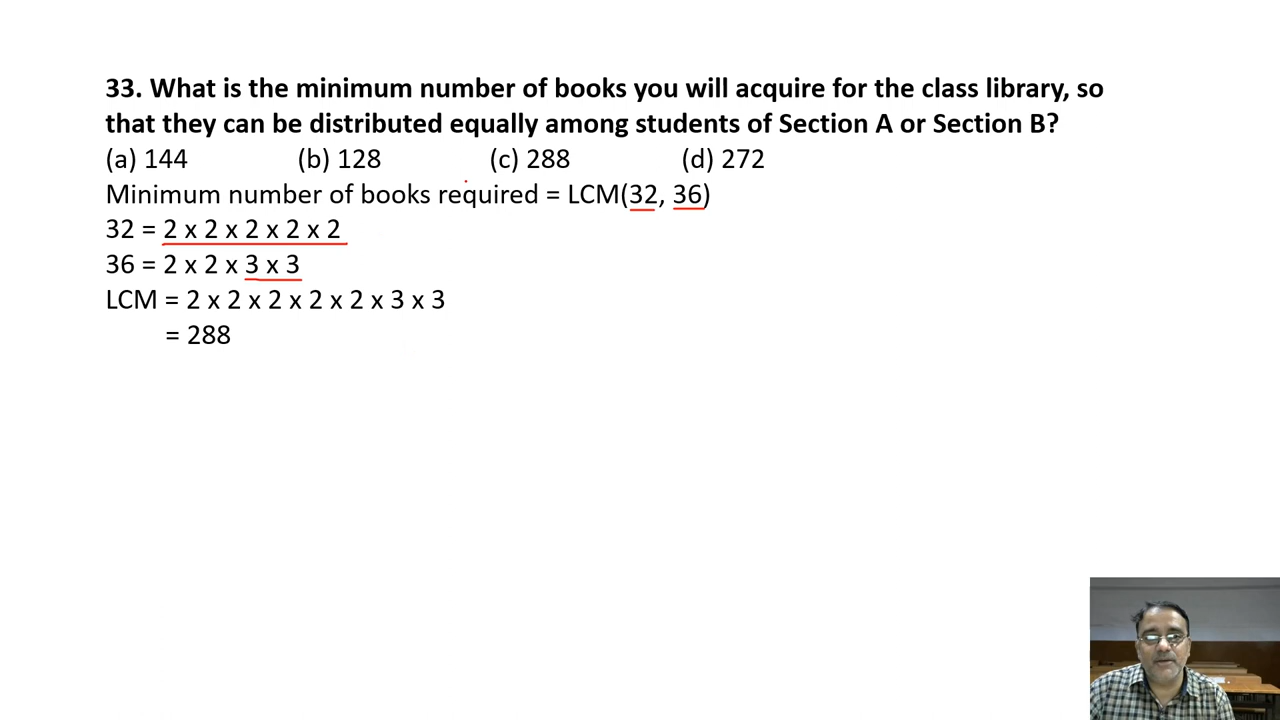 33. What is the minimum number of books you will acquire for the class library, so
that they can be distributed equally among students of Section A or Section B?
(a) 144 (b) 128 (c) 288 (d) 272
Minimum number of books required = LCM(32, 36)
32 = 2 x 2 x 2 x 2 x 2
36 = 2 x 2 x 3 x 3
LCM = 2 x 2 x 2 x 2 x 2 x 3 x 3
= 288